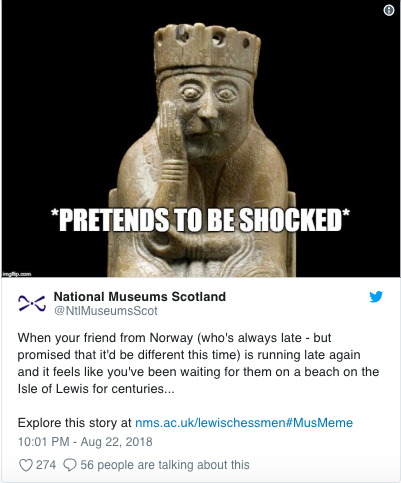 *PRETENDS TO BE SHOCKED*
imgflip.com
National Museums Scotland
@NtlMuseumsScot
When your friend from Norway (who's always late - but
promised that it'd be different this time) is running late again
and it feels like you've been waiting for them on a beach on the
Isle of Lewis for centuries...
Explore this story at nms.ac.uk/lewischessmen#MusMeme
10:01 PM - Aug 22, 2018
274 56 people are talking about this